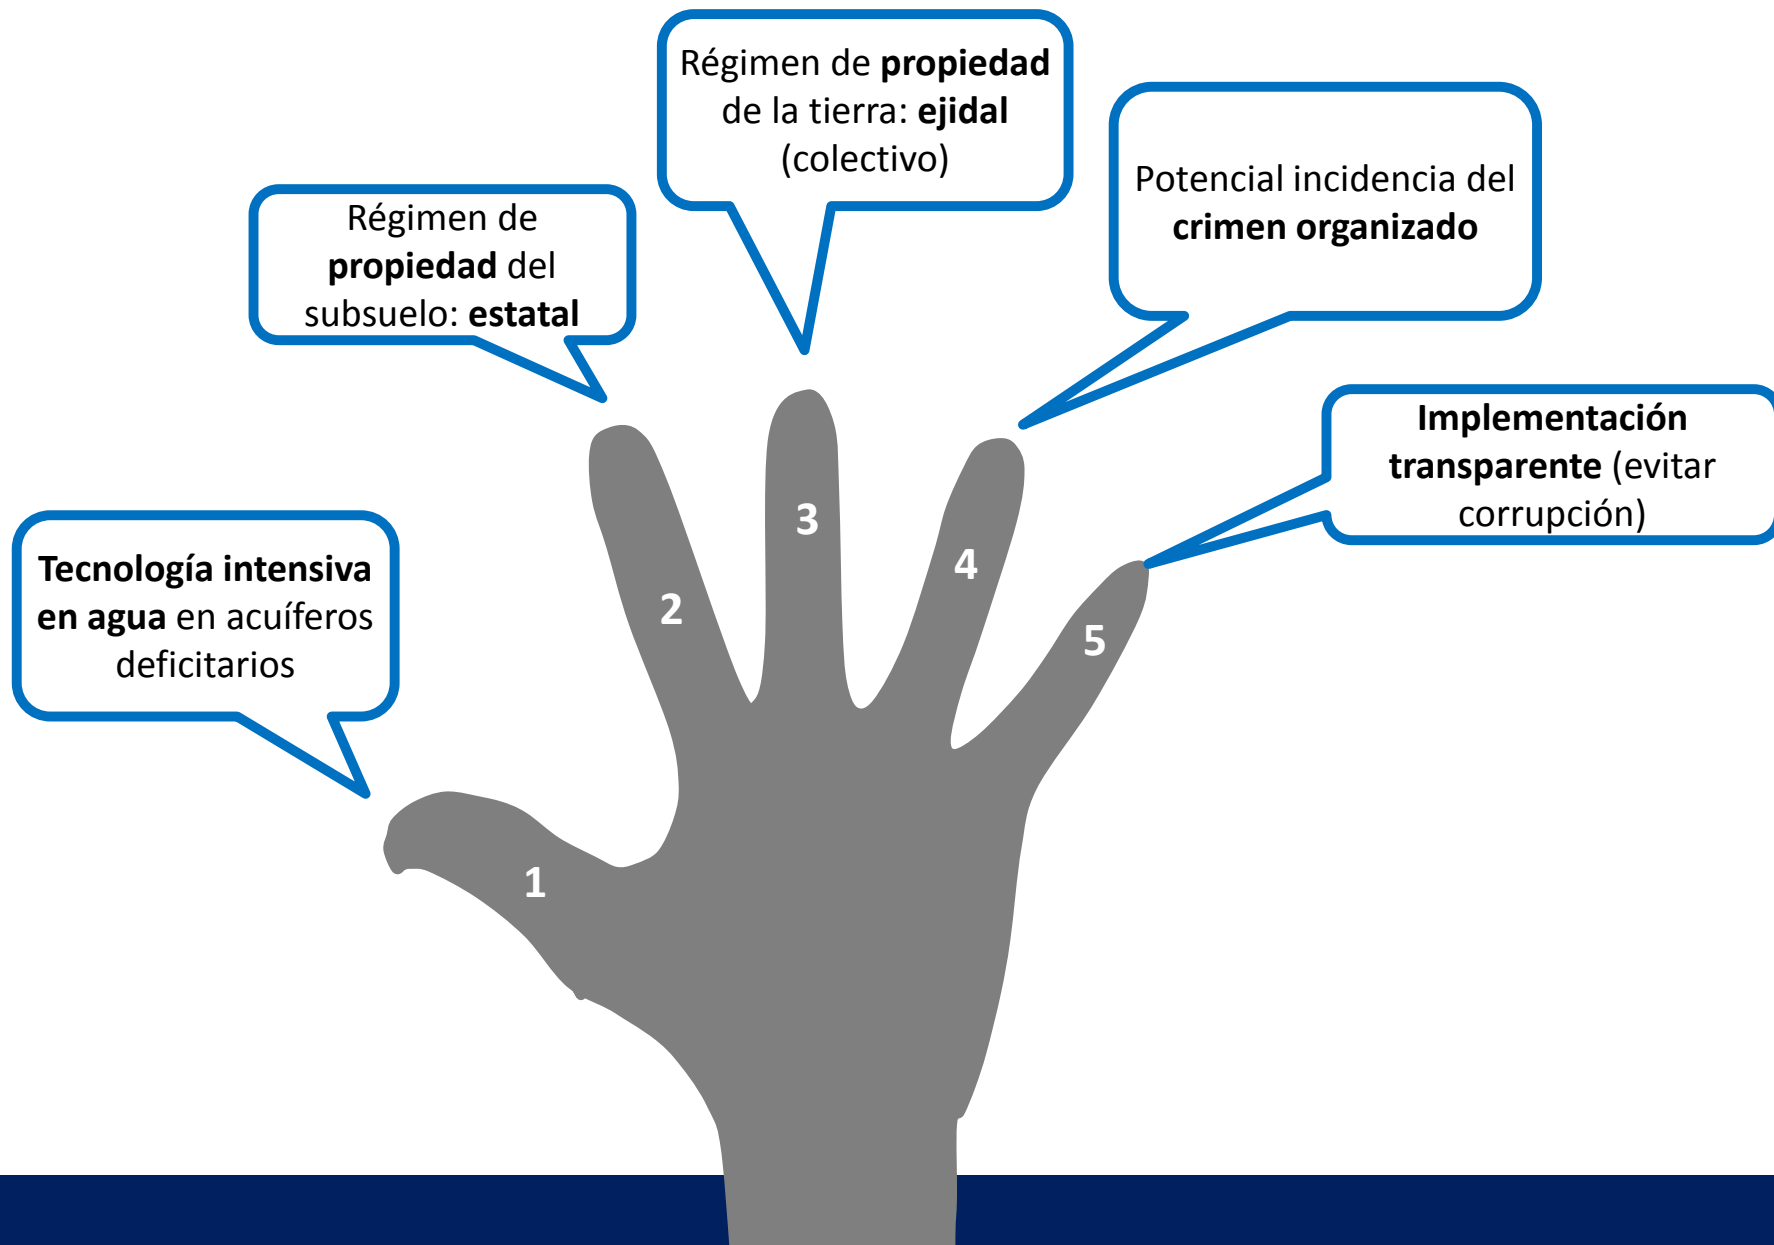 Régimen de propiedad
de la tierra: ejidal
(colectivo)
Potencial incidencia del
crimen organizado
Régimen de
propiedad del
subsuelo: estatal
Implementación
transparente (evitar
corrupción)
Tecnología intensiva
en agua en acuíferos
deficitarios
3
4
2
5
1